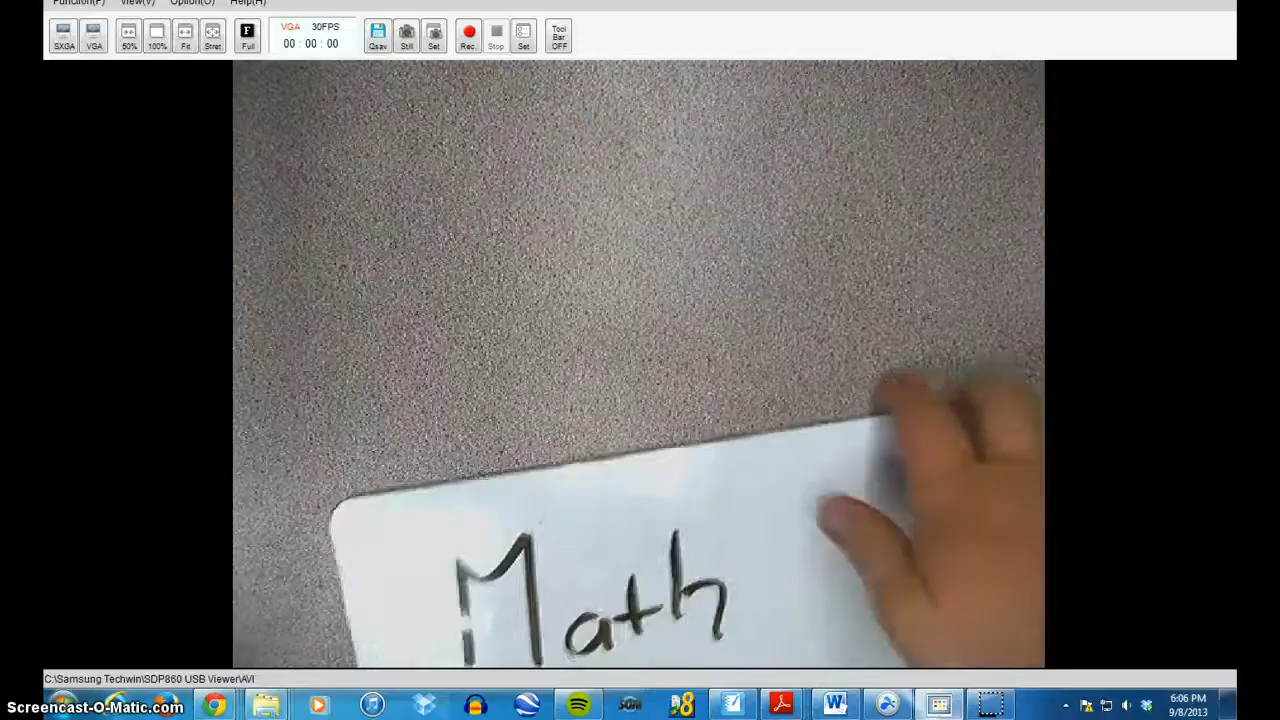 Function(F) View(V) Option(O) Help(H)
SXGA VGA 50% 100% Fit Stret F Full VGA 30FPS 00 : 00 : 00 Qsav Still Set Rec. Stop Set Tool Bar OFF
Math
C:\Samsung Techwin\SDP860 USB Viewer\AVI
Screencast-O-Matic.com
SGM
8
W
6:06 PM
9/8/2013